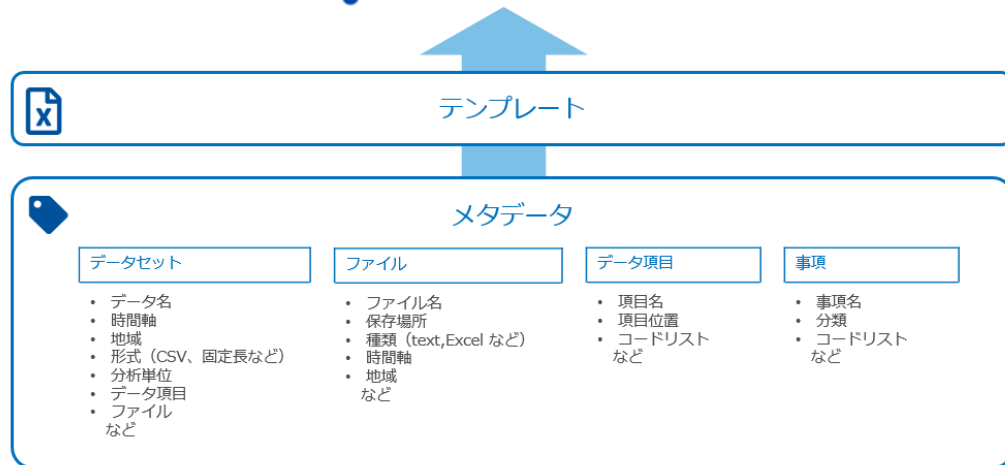 テンプレート
メタデータ
データセット
• データ名
• 時間軸
• 地域
• 形式（CSV、固定長など）
• 分析単位
• データ項目
• ファイル
など
ファイル
• ファイル名
• 保存場所
• 種類（text,Excel など）
• 時間軸
• 地域
など
データ項目
• 項目名
• 項目位置
• コードリスト
など
事項
• 事項名
• 分類
• コードリスト
など